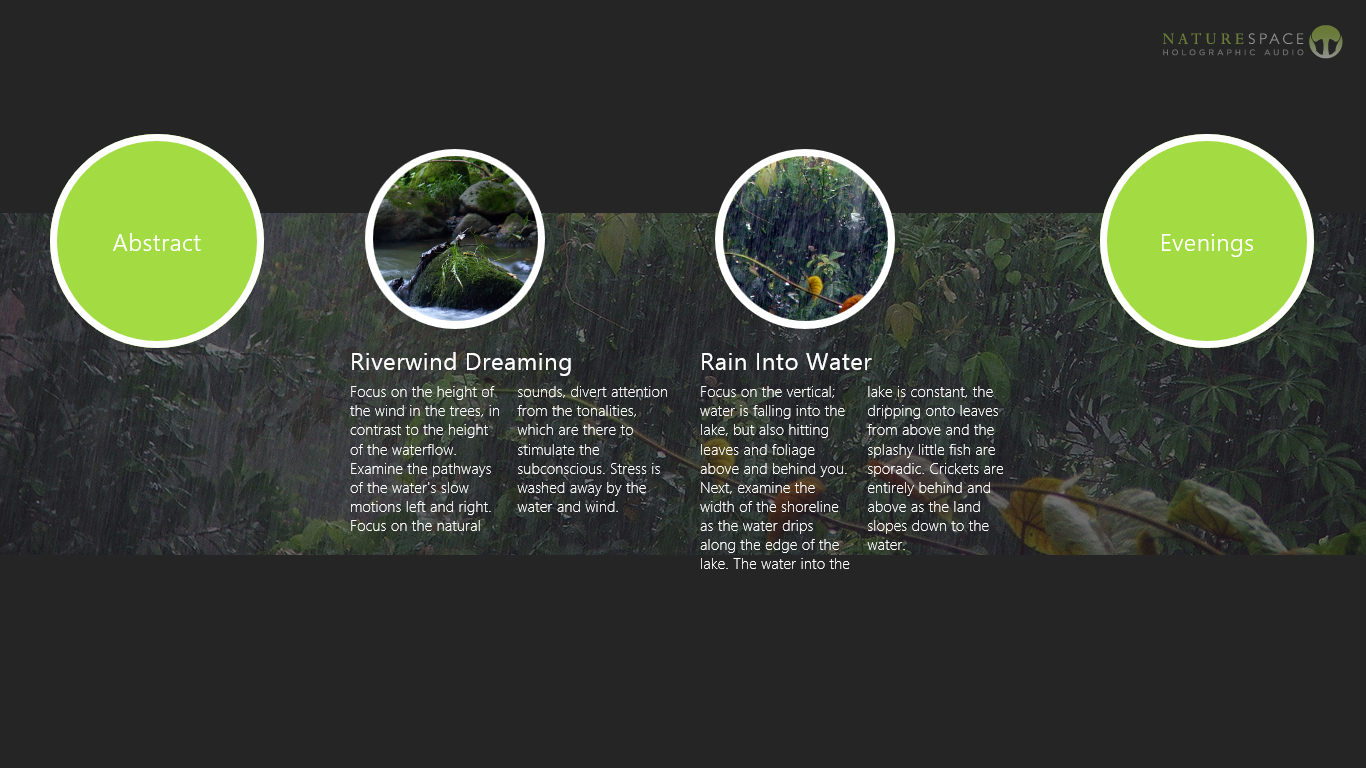 NATURESPACE
HOLOGRAPHIC AUDIO
Abstract
Riverwind Dreaming
Focus on the height of
the wind in the trees, in
contrast to the height
of the waterflow.
Examine the pathways
of the water's slow
motions left and right.
Focus on the natural
sounds, divert attention
from the tonalities,
which are there to
stimulate the
subconscious. Stress is
washed away by the
water and wind.
Rain Into Water
Focus on the vertical;
water is falling into the
lake, but also hitting
leaves and foliage
above and behind you.
Next, examine the
width of the shoreline
as the water drips
along the edge of the
lake. The water into the
lake is constant, the
dripping onto leaves
from above and the
splashy little fish are
sporadic. Crickets are
entirely behind and
above as the land
slopes down to the
water.
Evenings